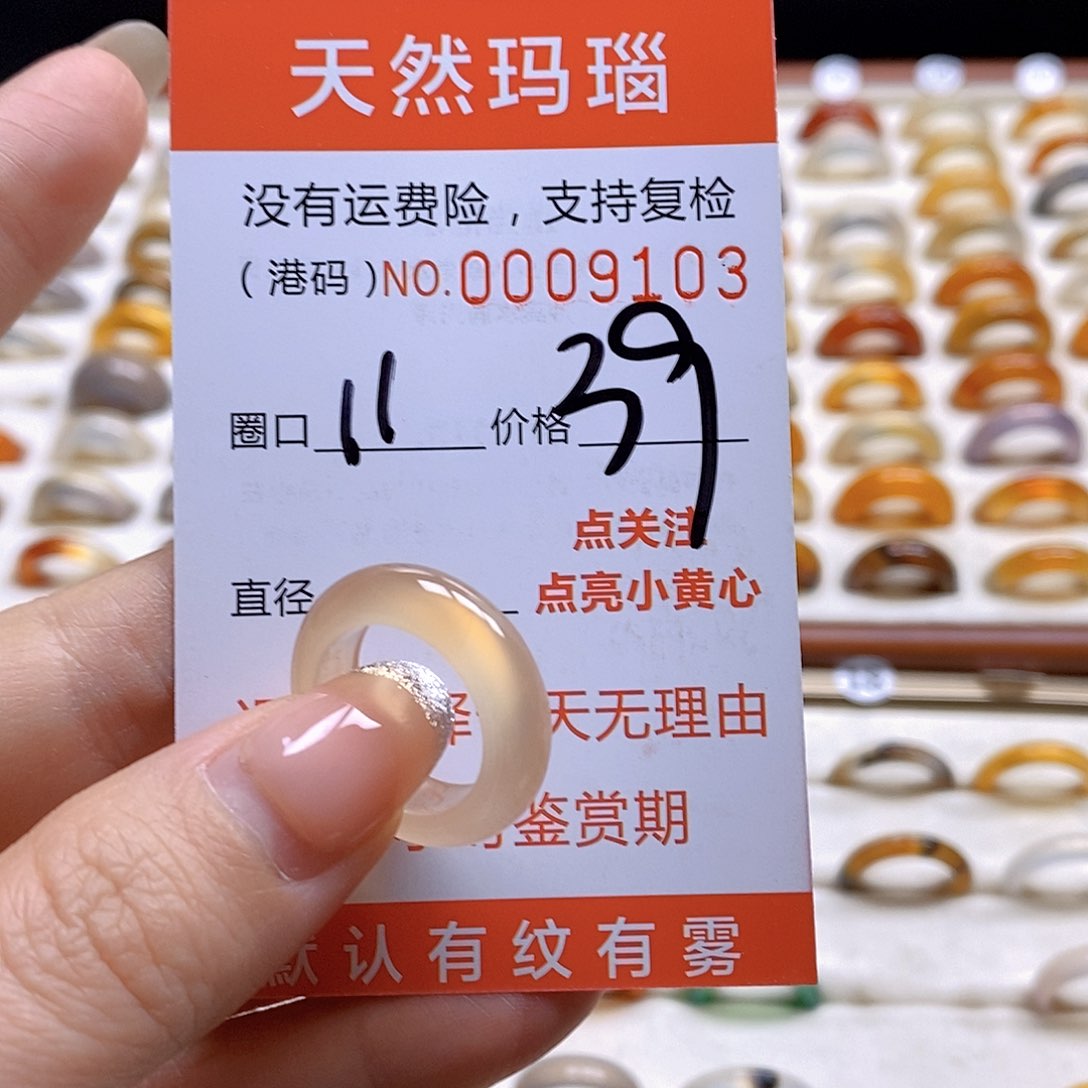 天然玛瑙
没有运费险，支持复检
(港码)NO.0009103
圈口 11 价格 39
点关注
直径 点亮小黄心
天无理由
鉴赏期
默认有纹有雾